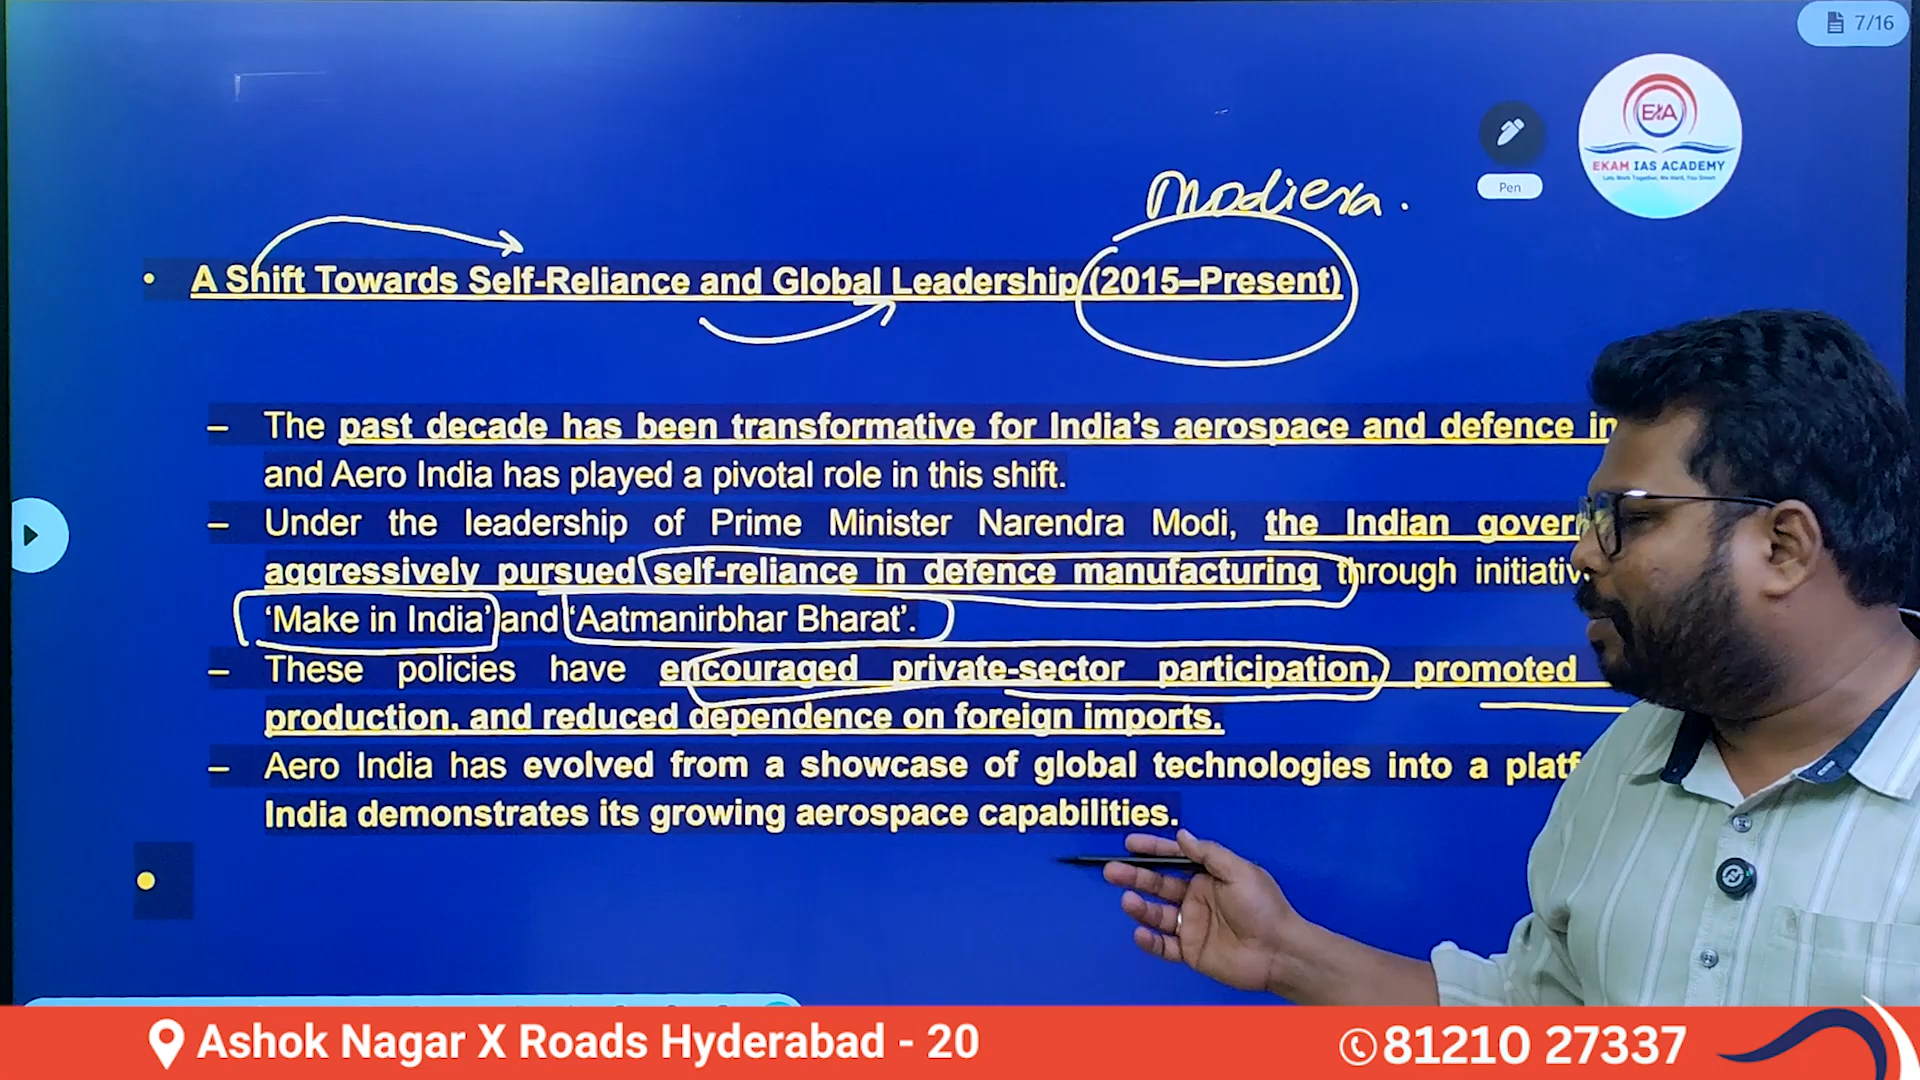 7/16
EKAM IAS ACADEMY
Pen
Modi era.
• A Shift Towards Self-Reliance and Global Leadership (2015–Present)
– The past decade has been transformative for India's aerospace and defence in
and Aero India has played a pivotal role in this shift.
– Under the leadership of Prime Minister Narendra Modi, the Indian govern
aggressively pursued self-reliance in defence manufacturing through initiativ
'Make in India' and 'Aatmanirbhar Bharat'.
– These policies have encouraged private-sector participation, promoted
production, and reduced dependence on foreign imports.
– Aero India has evolved from a showcase of global technologies into a platf
India demonstrates its growing aerospace capabilities.
Ashok Nagar X Roads Hyderabad - 20
81210 27337